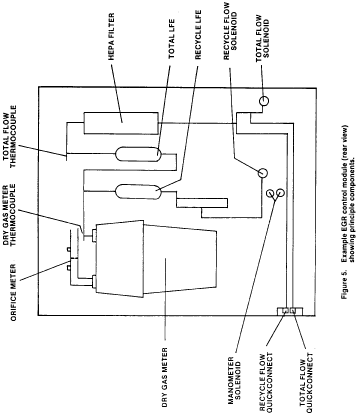 HEPA FILTER
TOTAL LFE
RECYCLE LFE
RECYCLE FLOW
SOLENOID
TOTAL FLOW
SOLENOID
TOTAL FLOW
THERMOCOUPLE
DRY GAS METER
THERMOCOUPLE
ORIFICE METER
DRY GAS METER
MANOMETER
SOLENOID
RECYCLE FLOW
QUICKCONNECT
TOTAL FLOW
QUICKCONNECT
Figure 5. Example EGR control module (rear view)
showing principle components.